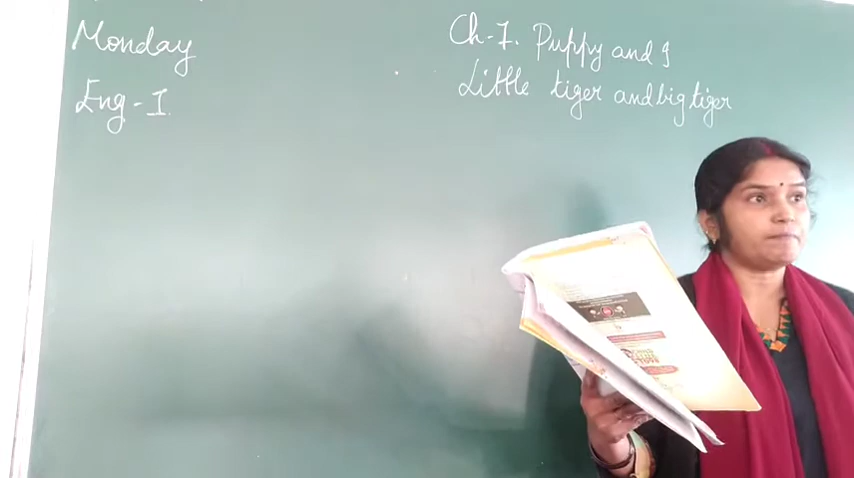 Monday
Eng-I
Ch-7. Puppy and I
Little tiger and big tiger